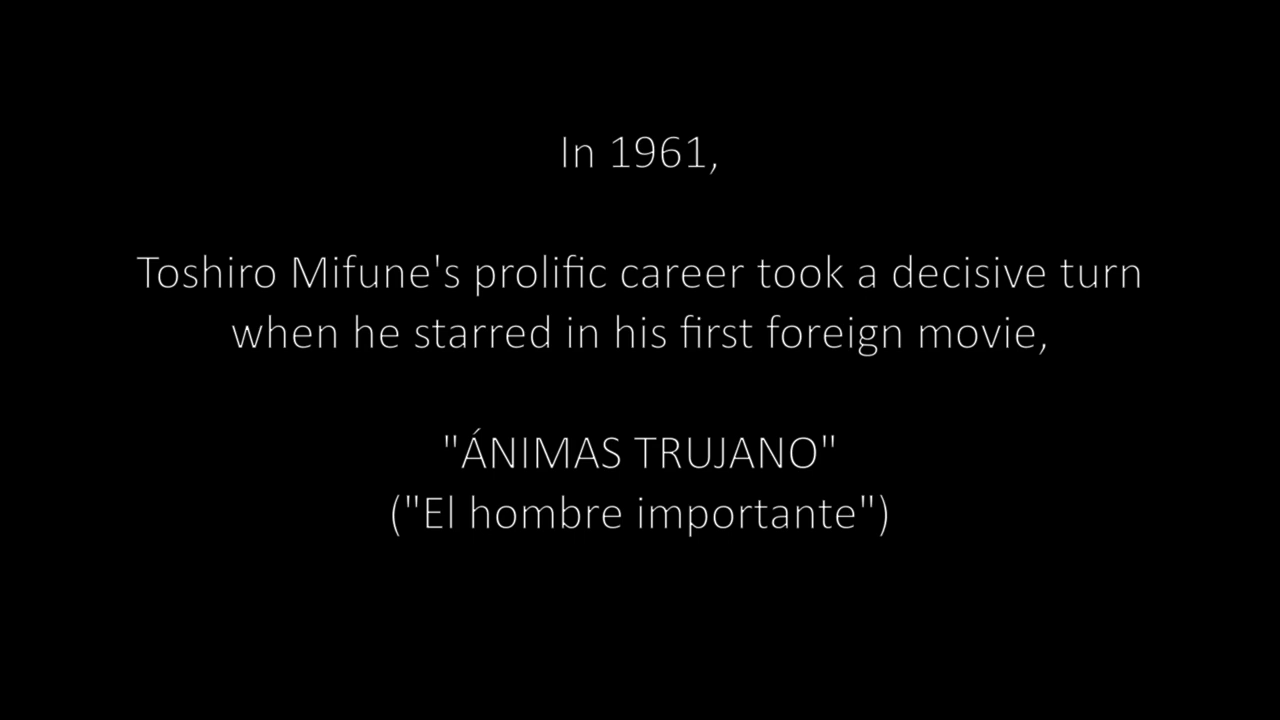 In 1961,
Toshiro Mifune's prolific career took a decisive turn
when he starred in his first foreign movie,
"ÁNIMAS TRUJANO"
("El hombre importante")